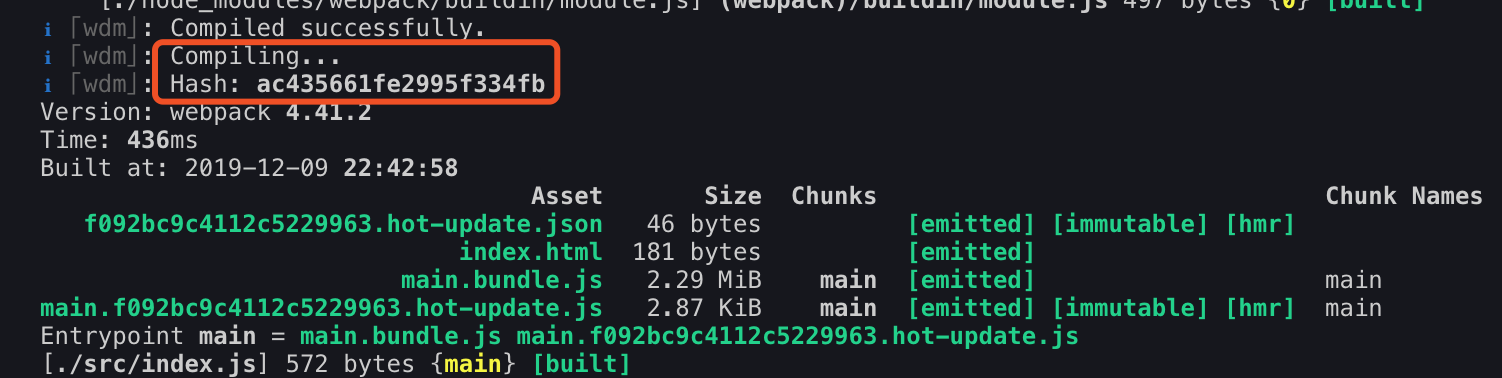 [./node_modules/webpack/buildin/module.js] (webpack)/buildin/module.js 497 bytes {0} [built]
ℹ ｢wdm｣: Compiled successfully.
ℹ ｢wdm｣: Compiling...
ℹ ｢wdm｣: Hash: ac435661fe2995f334fb
Version: webpack 4.41.2
Time: 436ms
Built at: 2019-12-09 22:42:58
Asset Size Chunks Chunk Names
f092bc9c4112c5229963.hot-update.json 46 bytes [emitted] [immutable] [hmr]
index.html 181 bytes [emitted]
main.bundle.js 2.29 MiB main [emitted] main
main.f092bc9c4112c5229963.hot-update.js 2.87 KiB main [emitted] [immutable] [hmr] main
Entrypoint main = main.bundle.js main.f092bc9c4112c5229963.hot-update.js
[./src/index.js] 572 bytes {main} [built]